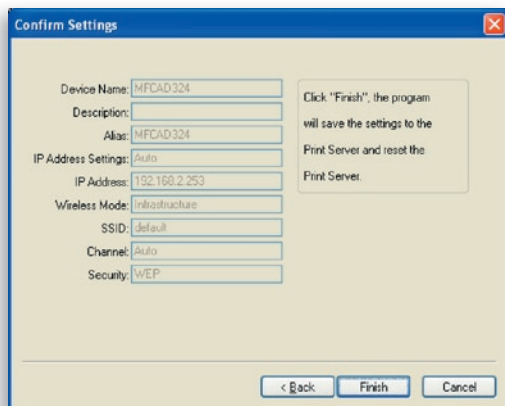 Confirm Settings
Device Name: MFCAD324
Description:
Alias: MFCAD324
IP Address Settings: Auto
IP Address: 192.168.2.253
Wireless Mode: Infrastructure
SSID: default
Channel: Auto
Security: WEP
Click "Finish", the program
will save the settings to the
Print Server and reset the
Print Server.
< Back
Finish
Cancel